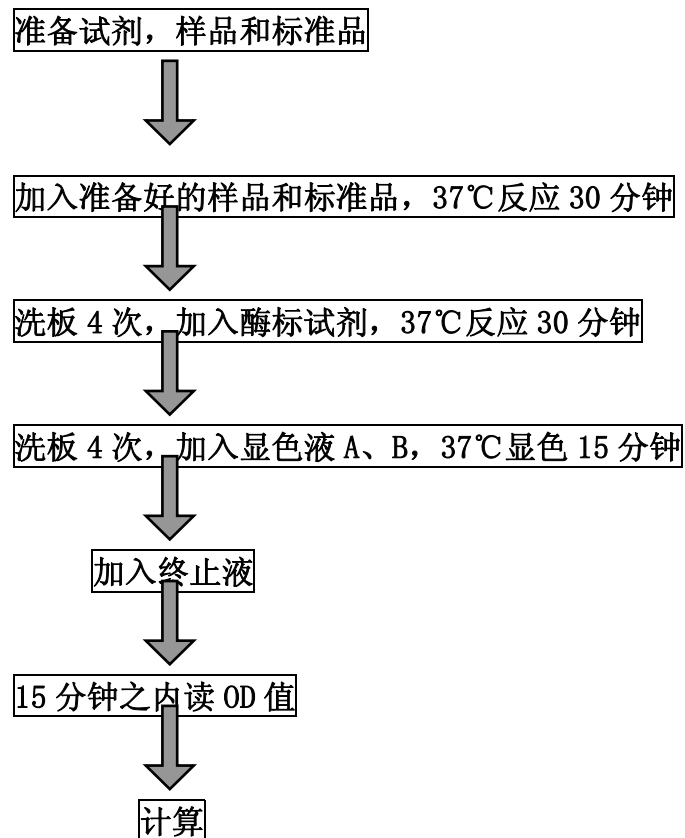 准备试剂，样品和标准品
加入准备好的样品和标准品，37℃反应 30 分钟
洗板 4 次，加入酶标试剂，37℃反应 30 分钟
洗板 4 次，加入显色液 A、B，37℃显色 15 分钟
加入终止液
15 分钟之内读 OD 值
计算